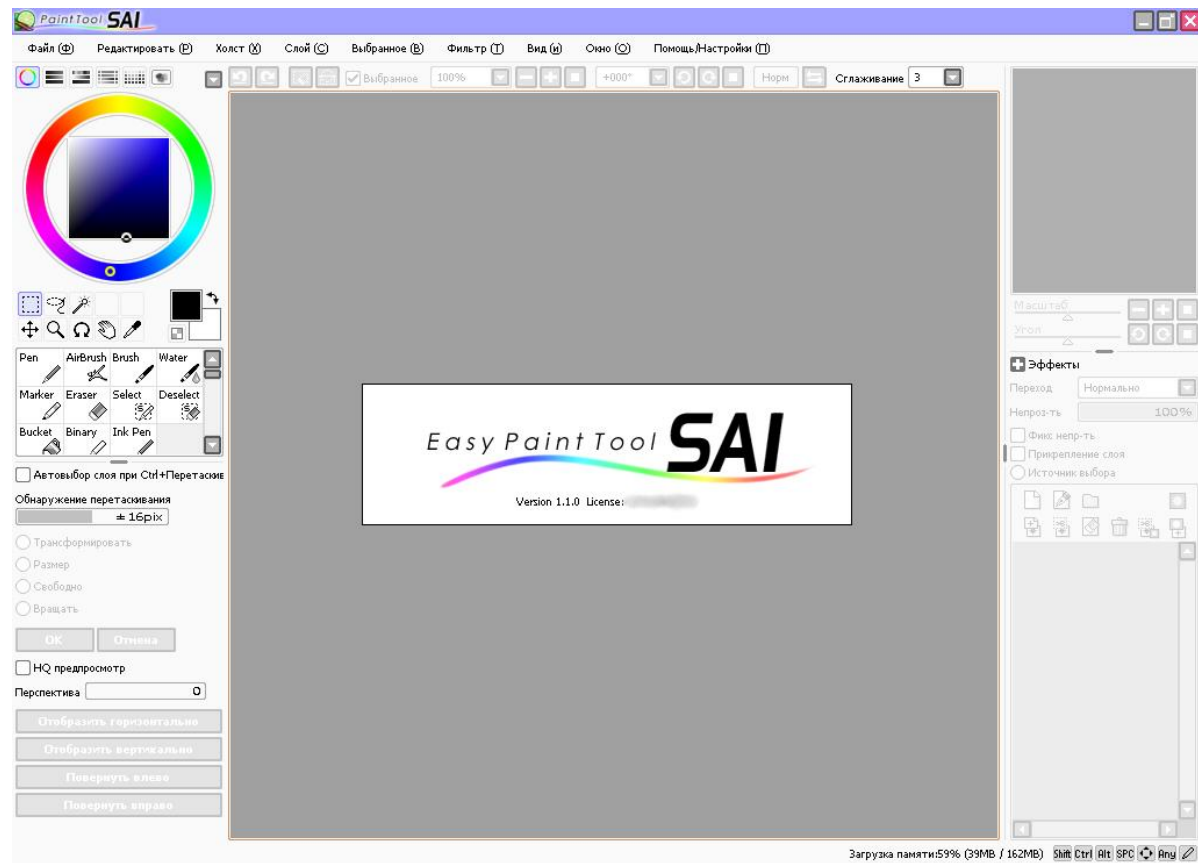 PaintTool SAI
Файл (Ф) Редактировать (Р) Холст (Х) Слой (С) Выбранное (В) Фильтр (Т) Вид (и) Окно (О) Помощь/Настройки (П)
Выбранное 100% +000° Норм Сглаживание 3
Масштаб
Угол
Pen AirBrush Brush Water
Marker Eraser Select Deselect
Bucket Binary Ink Pen
Эффекты
Переход Нормально
Непроз-ть 100%
Фикс непр-ть
Прикрепление слоя
Источник выбора
Автовыбор слоя при Ctrl+Перетаскив
Обнаружение перетаскивания
± 16pix
Трансформировать
Размер
Свободно
Вращать
OK Отмена
HQ предпросмотр
Перспектива 0
Отобразить горизонтально
Отобразить вертикально
Повернуть влево
Повернуть вправо
Easy Paint Tool SAI
Version 1.1.0 License:
Загрузка памяти:59% (39MB / 162MB) Shift Ctrl Alt SPC Any